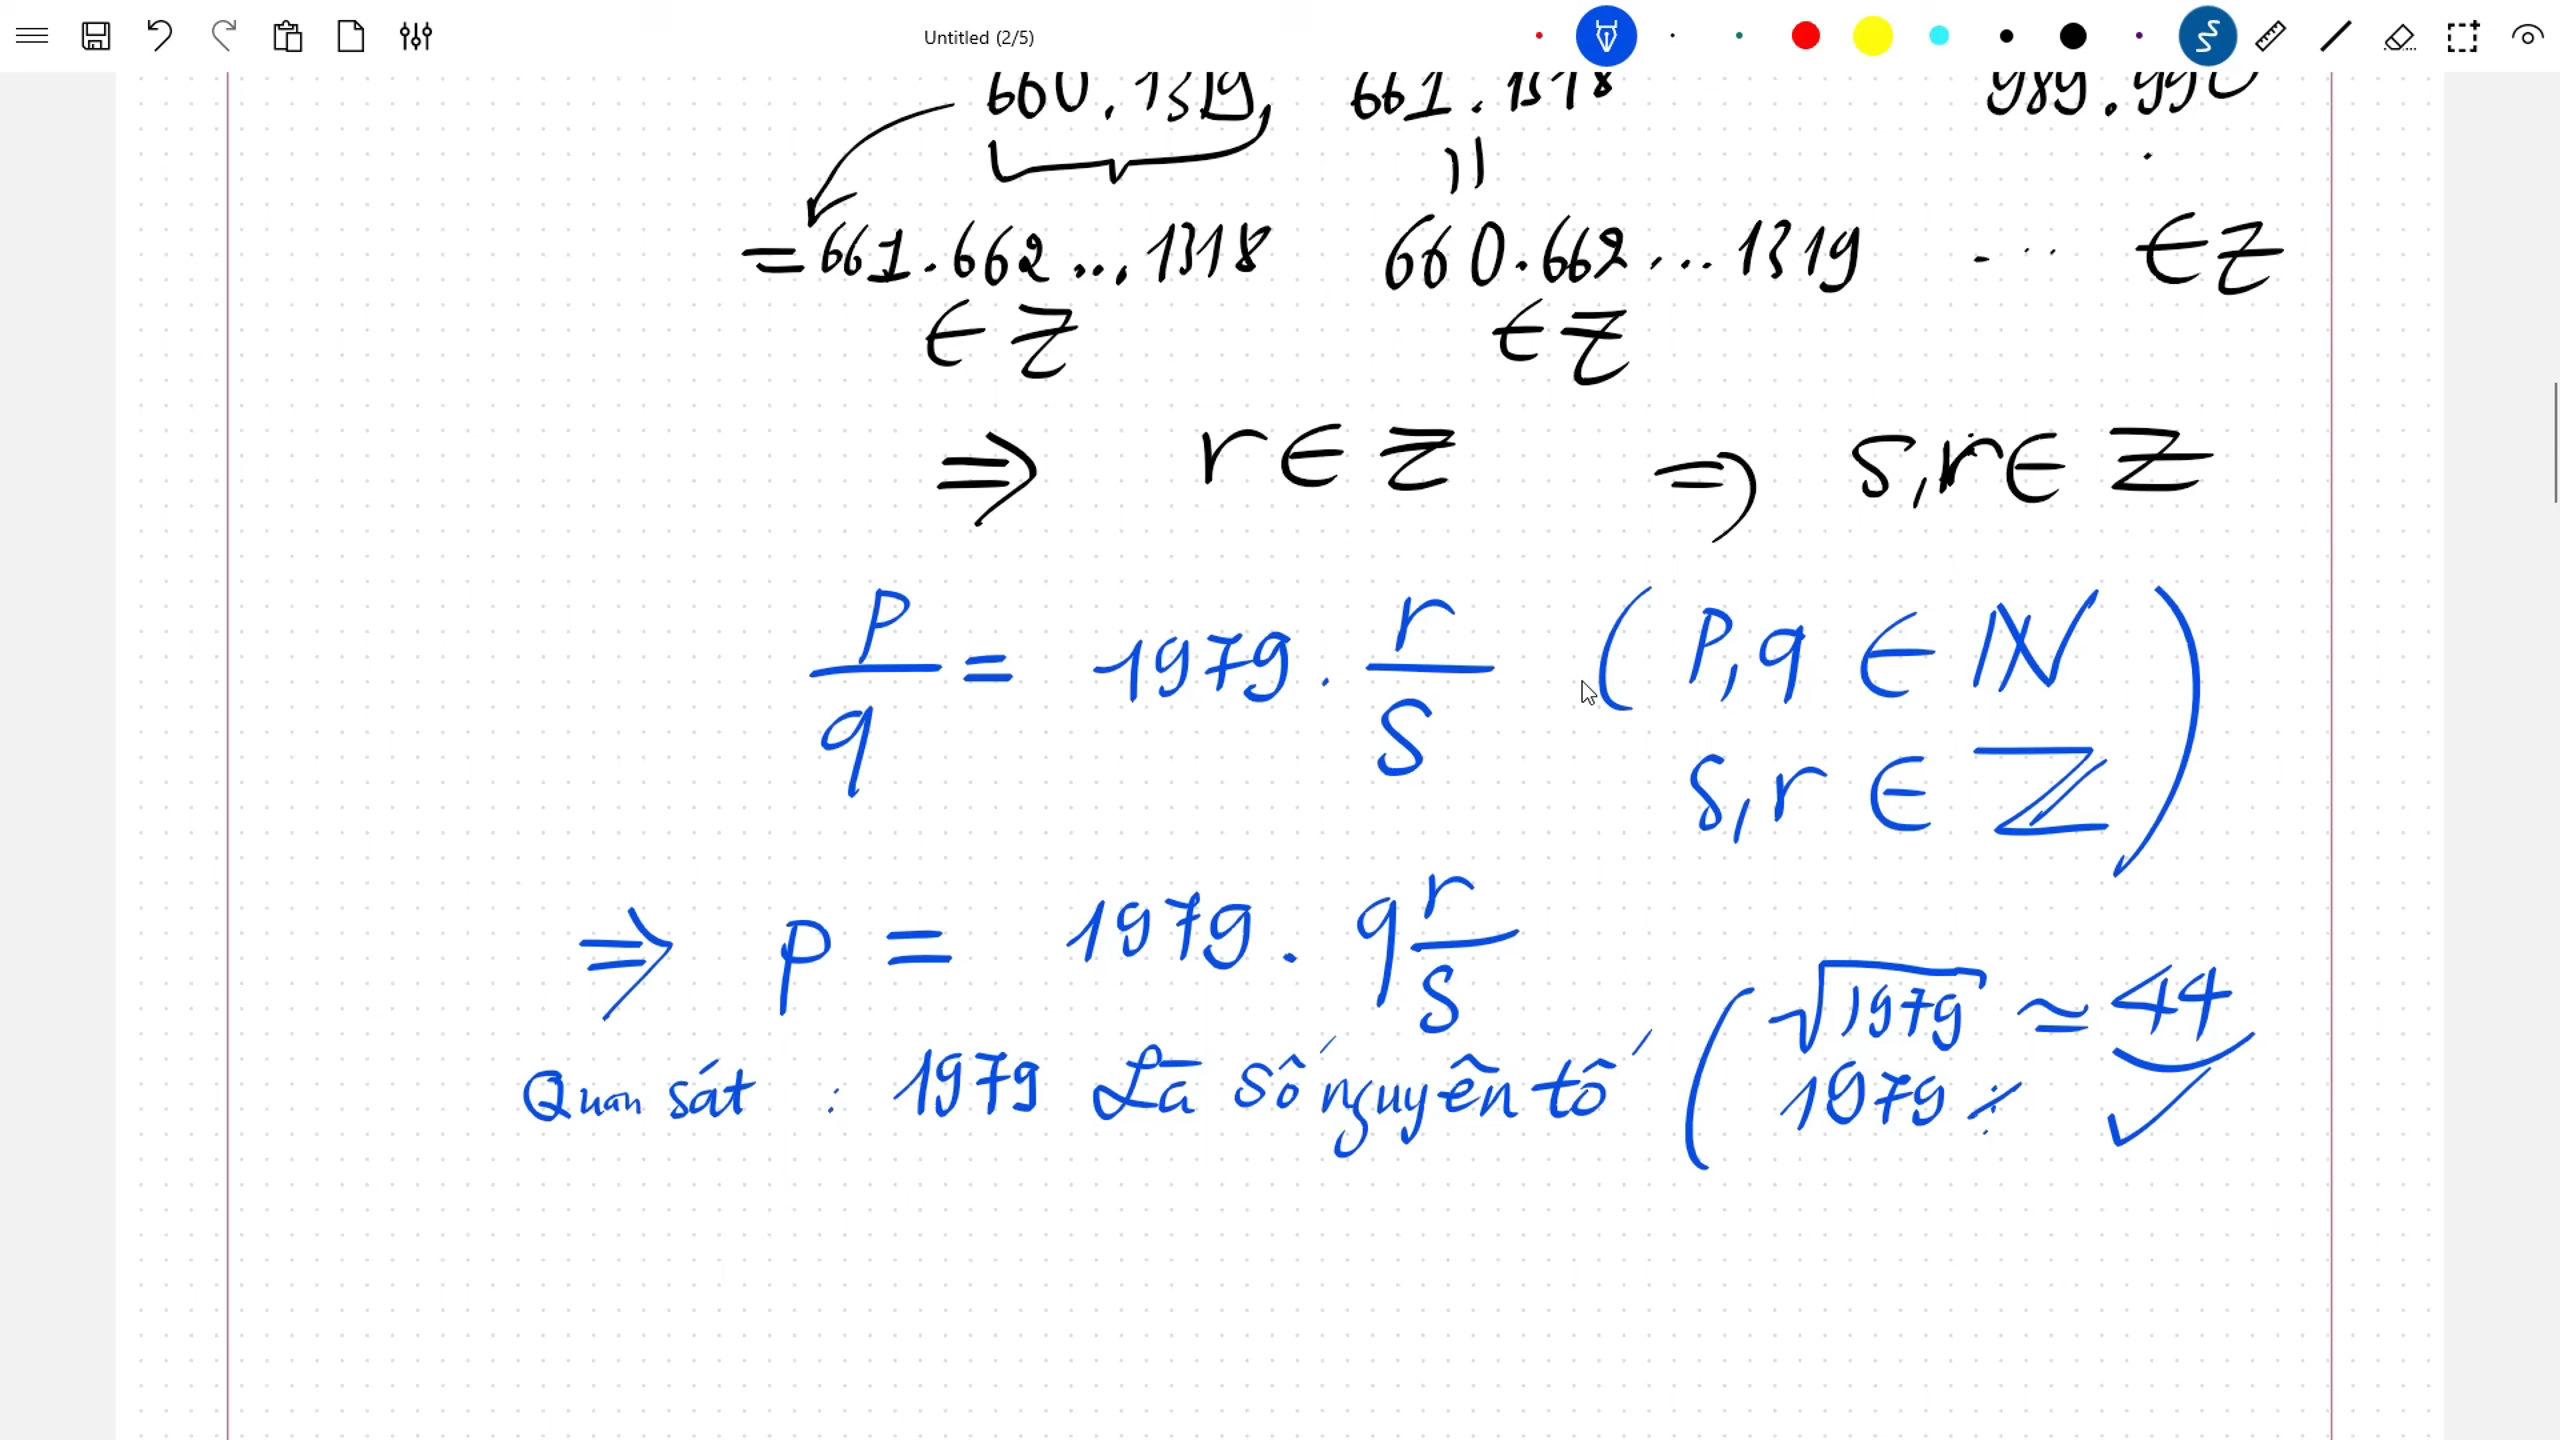 Untitled (2/5)
660.1319, 661.1318 989.990
= 661.662...1318 660.662...1319 ... ∈ Z
∈ Z ∈ Z
=> r ∈ Z => s,r ∈ Z
p/q = 1979 . r/s (P,q ∈ N
s,r ∈ Z)
=> p = 1979. q r/s
Quan sát : 1979 Là số nguyên tố (√1979 ≃ 44
1979 ⋮̸ ✓